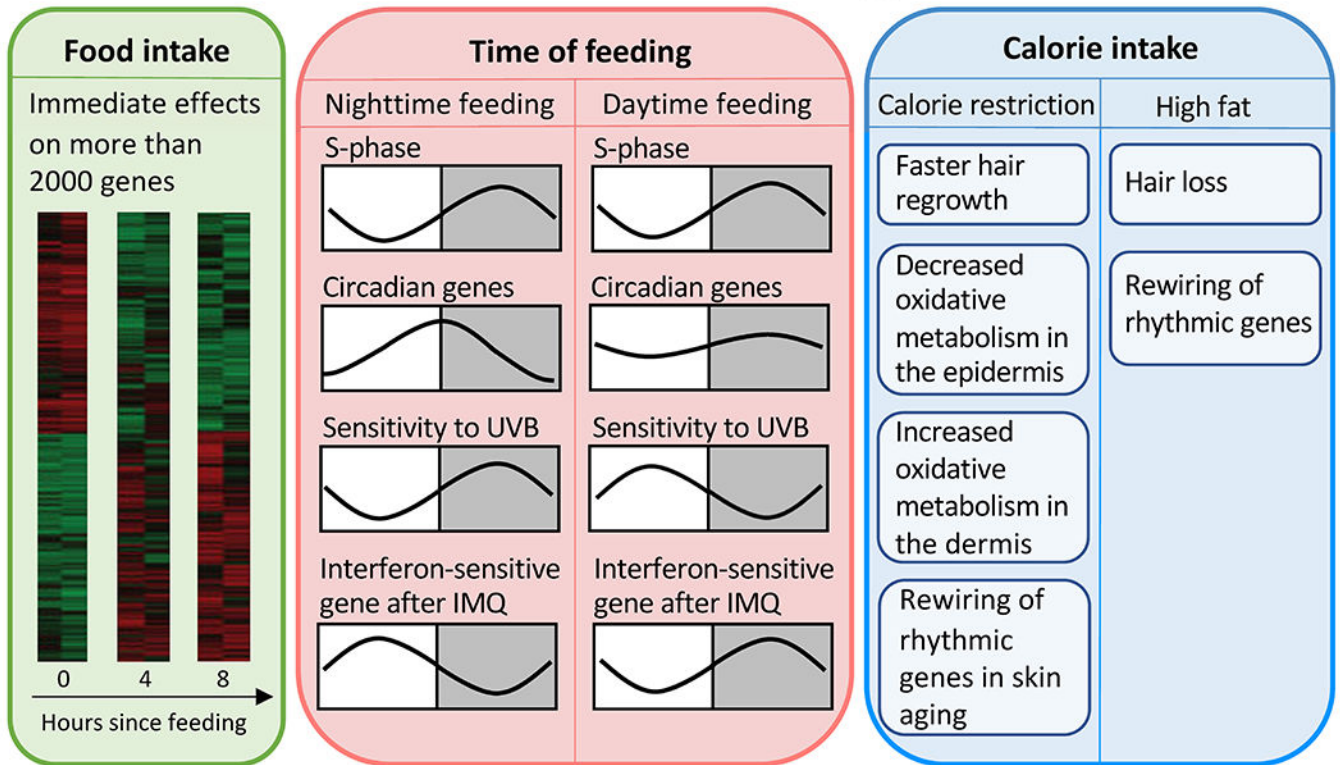 Food intake
Immediate effects
on more than
2000 genes
0
4
8
Hours since feeding
Time of feeding
Nighttime feeding
S-phase
Circadian genes
Sensitivity to UVB
Interferon-sensitive
gene after IMQ
Daytime feeding
S-phase
Circadian genes
Sensitivity to UVB
Interferon-sensitive
gene after IMQ
Calorie intake
Calorie restriction
Faster hair
regrowth
Decreased
oxidative
metabolism in
the epidermis
Increased
oxidative
metabolism in
the dermis
Rewiring of
rhythmic
genes in skin
aging
High fat
Hair loss
Rewiring of
rhythmic genes